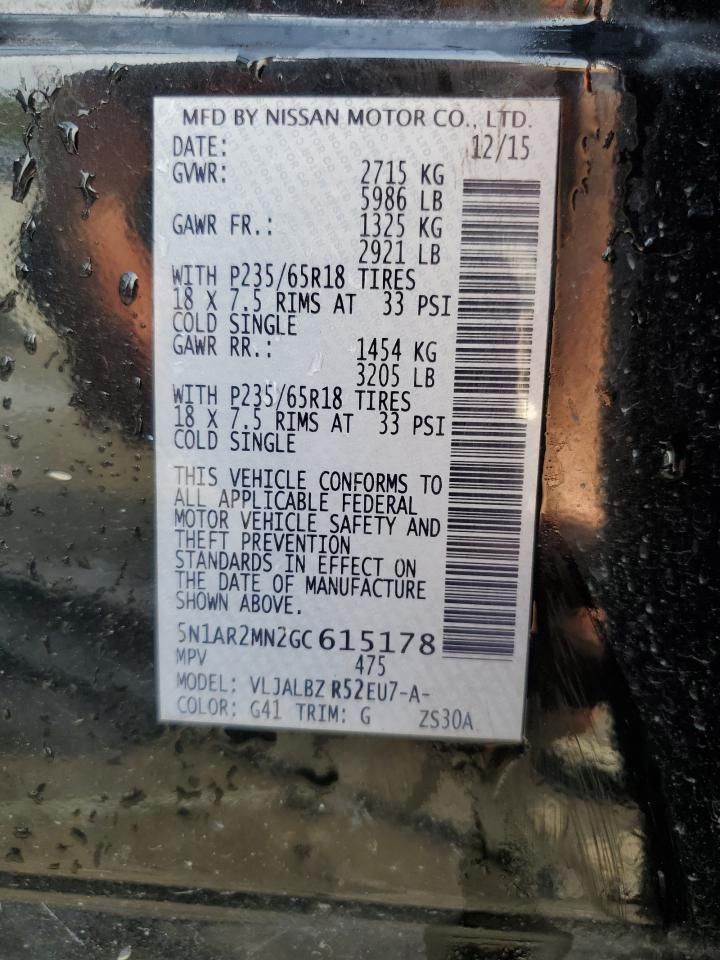 MFD BY NISSAN MOTOR CO., LTD.
DATE: 12/15
GVWR: 2715 KG
5986 LB
GAWR FR.: 1325 KG
2921 LB
WITH P235/65R18 TIRES
18 X 7.5 RIMS AT 33 PSI
COLD SINGLE
GAWR RR.: 1454 KG
3205 LB
WITH P235/65R18 TIRES
18 X 7.5 RIMS AT 33 PSI
COLD SINGLE
THIS VEHICLE CONFORMS TO
ALL APPLICABLE FEDERAL
MOTOR VEHICLE SAFETY AND
THEFT PREVENTION
STANDARDS IN EFFECT ON
THE DATE OF MANUFACTURE
SHOWN ABOVE.
5N1AR2MN2GC615178
MPV 475
MODEL: VLJALBZ R52EU7-A-
COLOR: G41 TRIM: G ZS30A